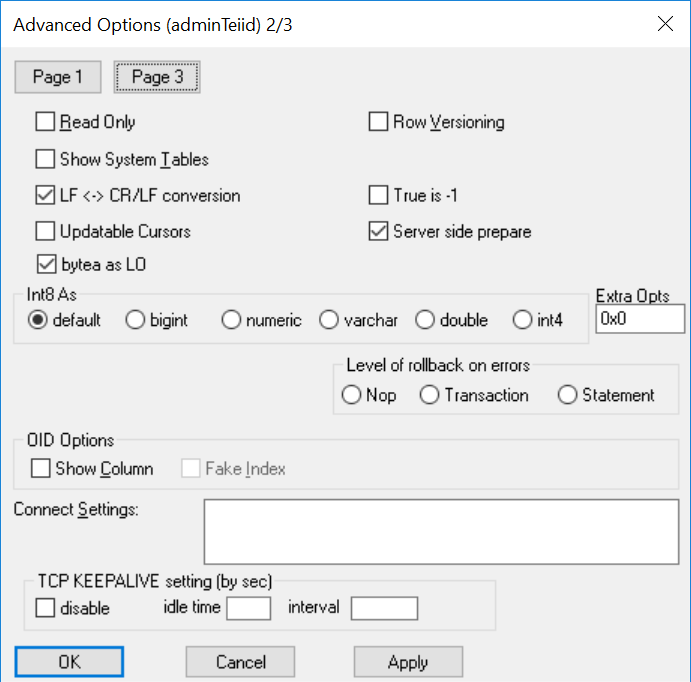 Advanced Options (adminTeiid) 2/3
Page 1 Page 3
Read Only Row Versioning
Show System Tables
LF <-> CR/LF conversion True is -1
Updatable Cursors Server side prepare
bytea as LO
Int8 As Extra Opts
default bigint numeric varchar double int4 0x0
Level of rollback on errors
Nop Transaction Statement
OID Options
Show Column Fake Index
Connect Settings:
TCP KEEPALIVE setting (by sec)
disable idle time interval
OK Cancel Apply